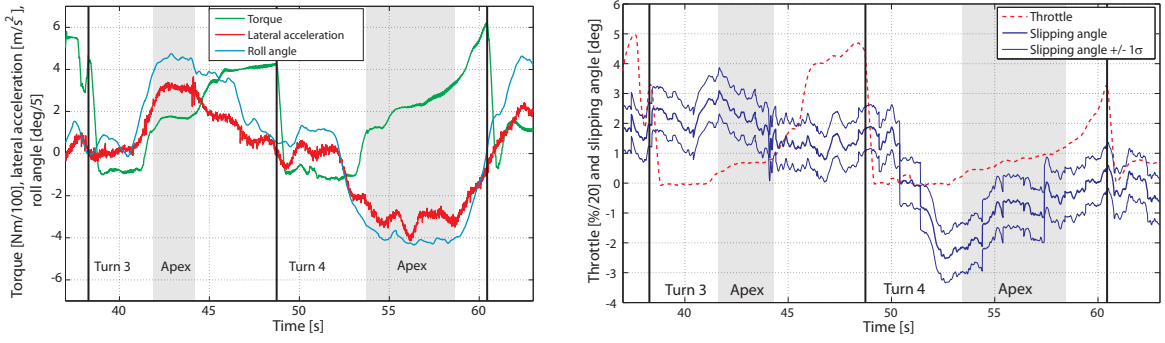 Torque [Nm/100], lateral acceleration [m/s²],
roll angle [deg/5]
6
4
2
0
-2
-4
-6
Torque
Lateral acceleration
Roll angle
Turn 3
Apex
Turn 4
Apex
40
45
50
55
60
Time [s]
Throttle [%/20] and slipping angle [deg]
6
5
4
3
2
1
0
-1
-2
-3
-4
Throttle
Slipping angle
Slipping angle +/- 1σ
Turn 3
Apex
Turn 4
Apex
40
45
50
55
60
Time [s]